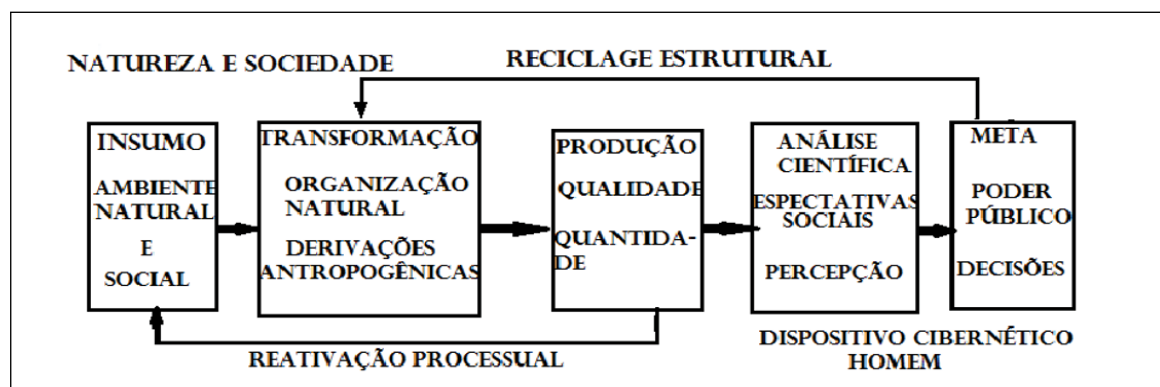 NATUREZA E SOCIEDADE
RECICLAGE ESTRUTURAL
INSUMO
AMBIENTE
NATURAL
E
SOCIAL
TRANSFORMAÇÃO
ORGANIZAÇÃO
NATURAL
DERIVAÇÕES
ANTROPOGÊNICAS
PRODUÇÃO
QUALIDADE
QUANTIDA-
DE
ANÁLISE
CIENTÍFICA
ESPECTATIVAS
SOCIAIS
PERCEPÇÃO
META
PODER
PÚBLICO
DECISÕES
REATIVAÇÃO PROCESSUAL
DISPOSITIVO CIBERNÉTICO
HOMEM